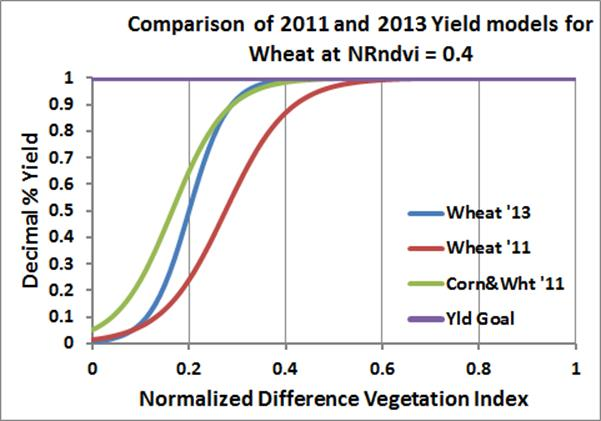 Comparison of 2011 and 2013 Yield models for
Wheat at NRndvi = 0.4
1
0.9
0.8
0.7
0.6
0.5
0.4
0.3
0.2
0.1
0
Decimal % Yield
Wheat '13
Wheat '11
Corn&Wht '11
Yld Goal
0 0.2 0.4 0.6 0.8 1
Normalized Difference Vegetation Index